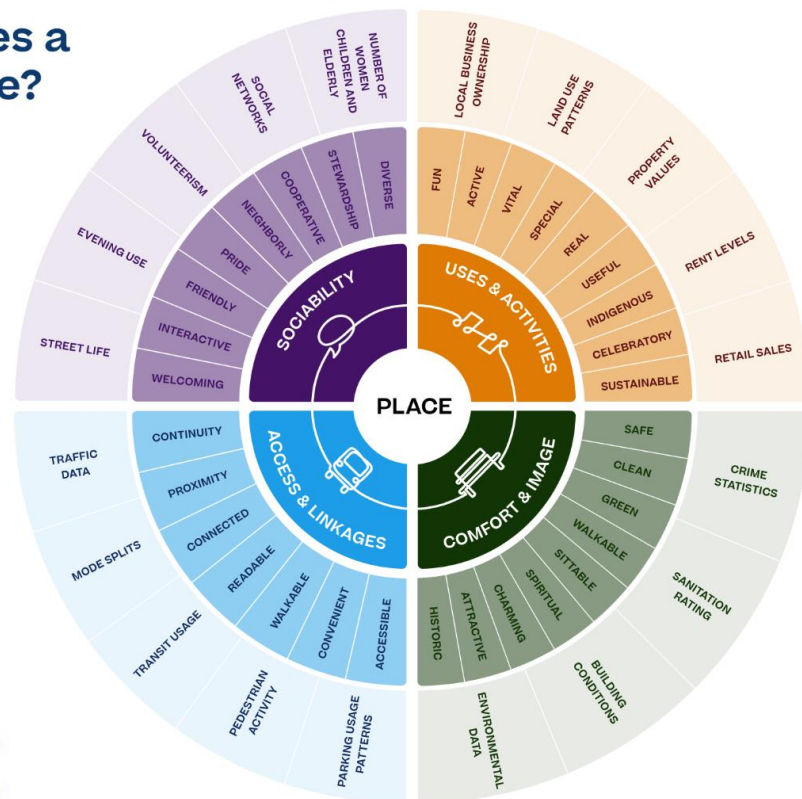 es a
e?
NUMBER OF
WOMEN
CHILDREN AND
ELDERLY
SOCIAL
NETWORKS
VOLUNTEERISM
EVENING USE
STREET LIFE
DIVERSE
STEWARDSHIP
COOPERATIVE
NEIGHBORLY
PRIDE
FRIENDLY
INTERACTIVE
WELCOMING
SOCIABILITY
LOCAL BUSINESS
OWNERSHIP
LAND USE
PATTERNS
PROPERTY
VALUES
RENT LEVELS
RETAIL SALES
FUN
ACTIVE
VITAL
SPECIAL
REAL
USEFUL
INDIGENOUS
CELEBRATORY
SUSTAINABLE
USES & ACTIVITIES
PLACE
ACCESS & LINKAGES
CONTINUITY
PROXIMITY
CONNECTED
READABLE
WALKABLE
CONVENIENT
ACCESSIBLE
TRAFFIC
DATA
MODE SPLITS
TRANSIT USAGE
PEDESTRIAN
ACTIVITY
PARKING USAGE
PATTERNS
COMFORT & IMAGE
SAFE
CLEAN
GREEN
WALKABLE
SITTABLE
SPIRITUAL
CHARMING
ATTRACTIVE
HISTORIC
CRIME
STATISTICS
SANITATION
RATING
BUILDING
CONDITIONS
ENVIRONMENTAL
DATA